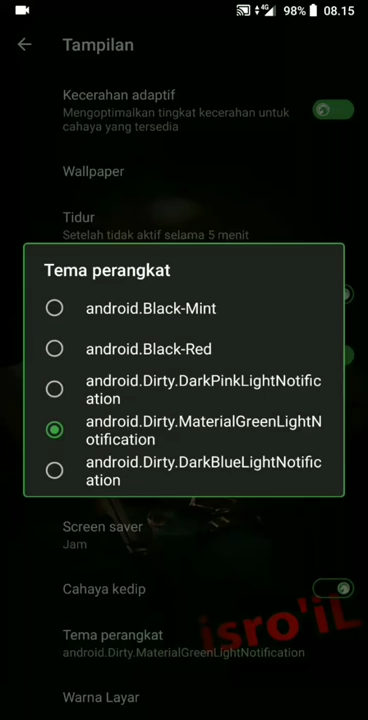 4G 98% 08.15
Tampilan
Kecerahan adaptif
Mengoptimalkan tingkat kecerahan untuk
cahaya yang tersedia
Wallpaper
Tidur
Setelah tidak aktif selama 5 menit
Tema perangkat
android.Black-Mint
android.Black-Red
android.Dirty.DarkPinkLightNotific
ation
android.Dirty.MaterialGreenLightN
otification
android.Dirty.DarkBlueLightNotific
ation
Screen saver
Jam
Cahaya kedip
isro'iL
Tema perangkat
android.Dirty.MaterialGreenLightNotification
Warna Layar